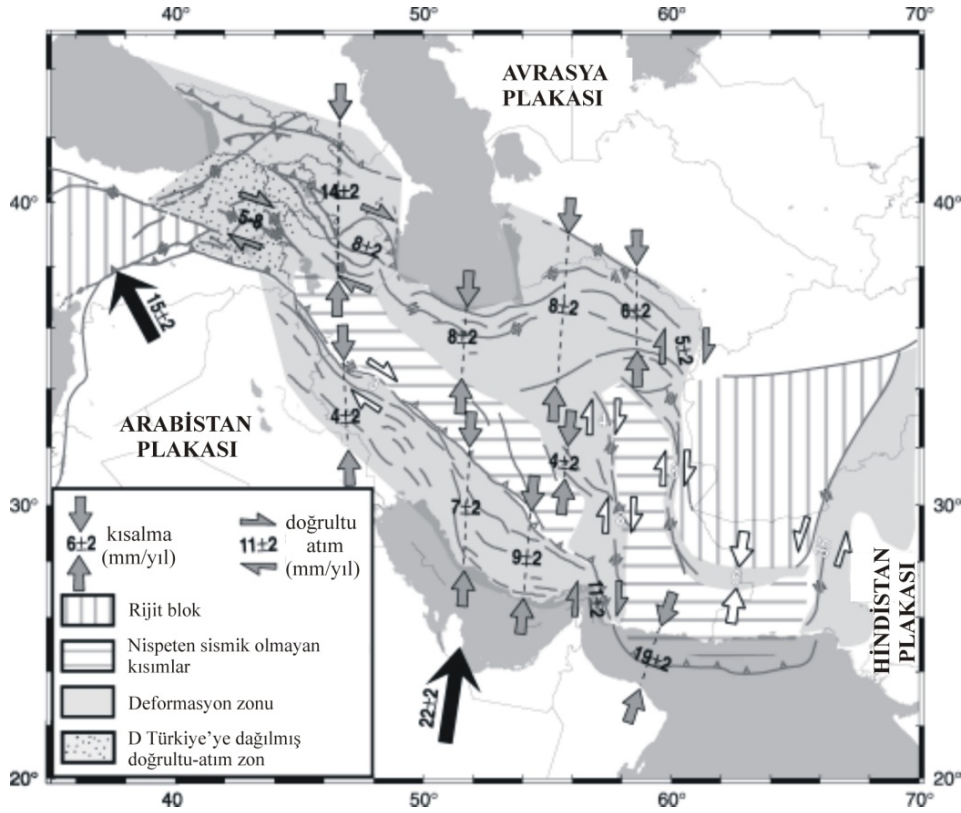 40°
50°
60°
70°
AVRASYA
PLAKASI
40°
40°
14±2
5-8
8±2
15±2
8±2
8±2
6±2
5±2
4±2
ARABİSTAN
PLAKASI
4±2
30°
30°
7±2
9±2
11±2
19±2
22±2
HİNDİSTAN
PLAKASI
kısalma
6±2
(mm/yıl)
doğrultu
11±2
atım
(mm/yıl)
Rijit blok
Nispeten sismik olmayan
kısımlar
Deformasyon zonu
D Türkiye'ye dağılmış
doğrultu-atım zon
20°
20°
40°
50°
60°
70°